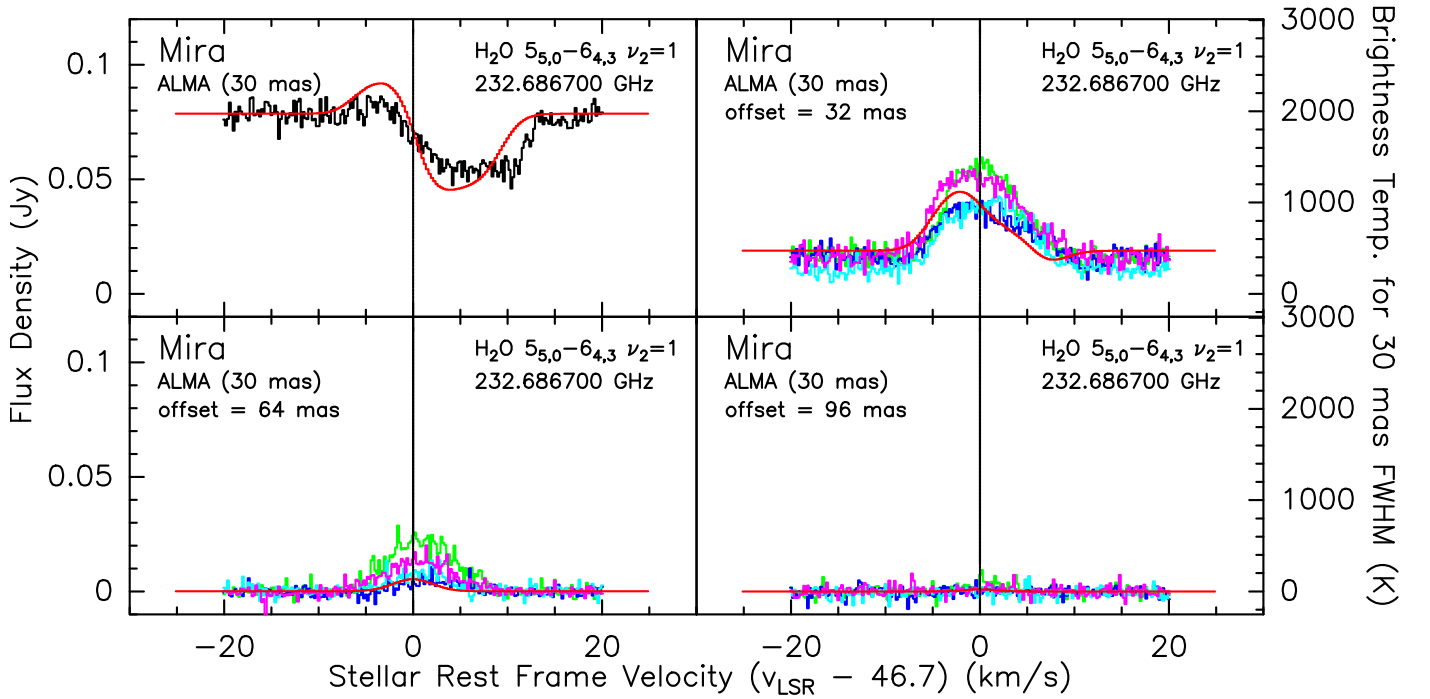 Mira
H₂O 5₅,₀−6₄,₃ ν₂=1
ALMA (30 mas)
232.686700 GHz
Mira
H₂O 5₅,₀−6₄,₃ ν₂=1
ALMA (30 mas)
232.686700 GHz
offset = 32 mas
Mira
H₂O 5₅,₀−6₄,₃ ν₂=1
ALMA (30 mas)
232.686700 GHz
offset = 64 mas
Mira
H₂O 5₅,₀−6₄,₃ ν₂=1
ALMA (30 mas)
232.686700 GHz
offset = 96 mas
0.1
0.05
0
0.1
0.05
0
Flux Density (Jy)
3000
2000
1000
0
3000
2000
1000
0
Brightness Temp. for 30 mas FWHM (K)
−20 0 20 −20 0 20
Stellar Rest Frame Velocity (v_LSR − 46.7) (km/s)